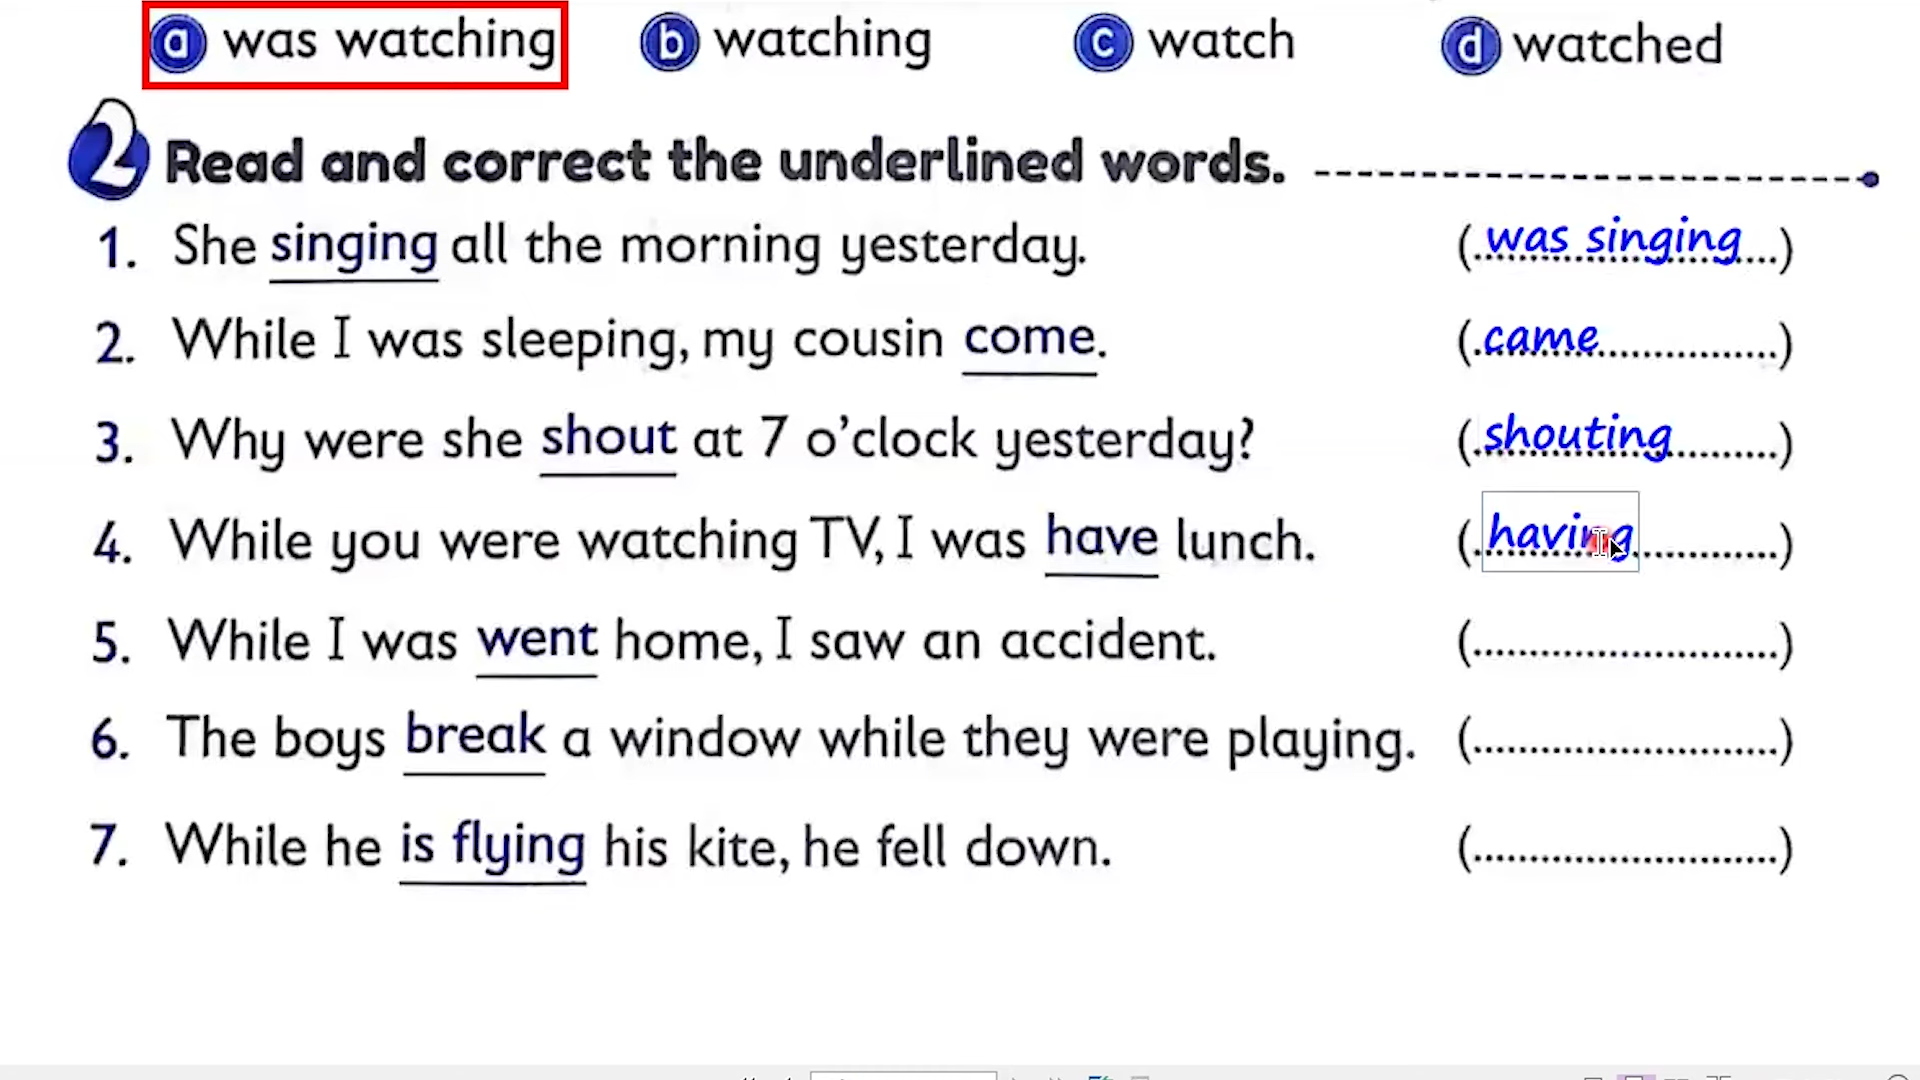 a was watching b watching c watch d watched
2 Read and correct the underlined words.
1. She singing all the morning yesterday. (.was singing...)
2. While I was sleeping, my cousin come. (.came...............)
3. Why were she shout at 7 o'clock yesterday? (.shouting.........)
4. While you were watching TV, I was have lunch. (.having.............)
5. While I was went home, I saw an accident. (...........................)
6. The boys break a window while they were playing. (...........................)
7. While he is flying his kite, he fell down. (...........................)